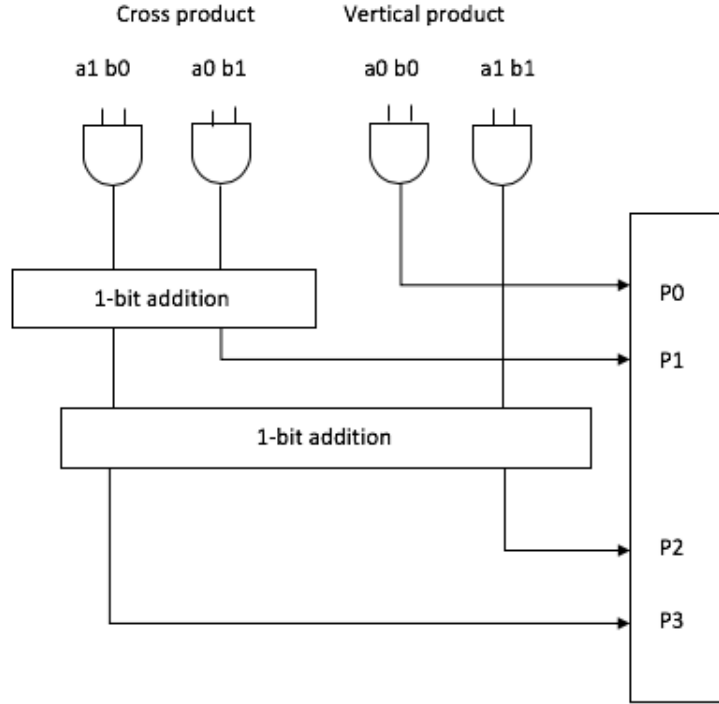 Cross product Vertical product
a1 b0 a0 b1 a0 b0 a1 b1
1-bit addition
P0
P1
1-bit addition
P2
P3